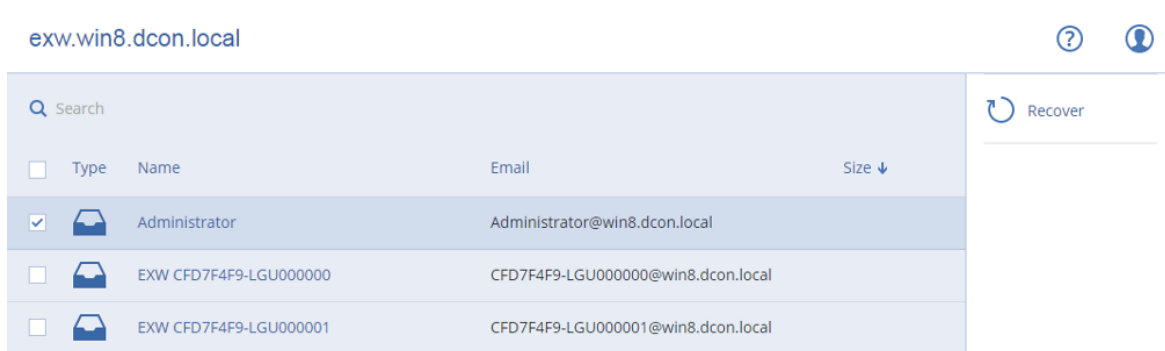 exw.win8.dcon.local
Search
Recover
Type Name Email Size
Administrator Administrator@win8.dcon.local
EXW CFD7F4F9-LGU000000 CFD7F4F9-LGU000000@win8.dcon.local
EXW CFD7F4F9-LGU000001 CFD7F4F9-LGU000001@win8.dcon.local